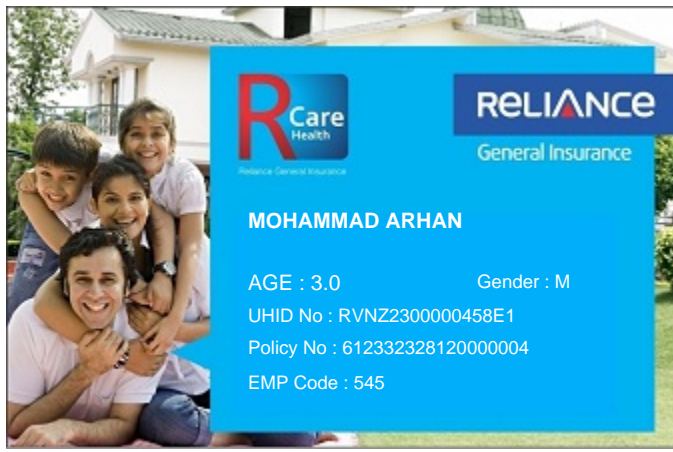 R Care
Health
Reliance General Insurance
RELIANCE
General Insurance
MOHAMMAD ARHAN
AGE : 3.0 Gender : M
UHID No : RVNZ2300000458E1
Policy No : 612332328120000004
EMP Code : 545